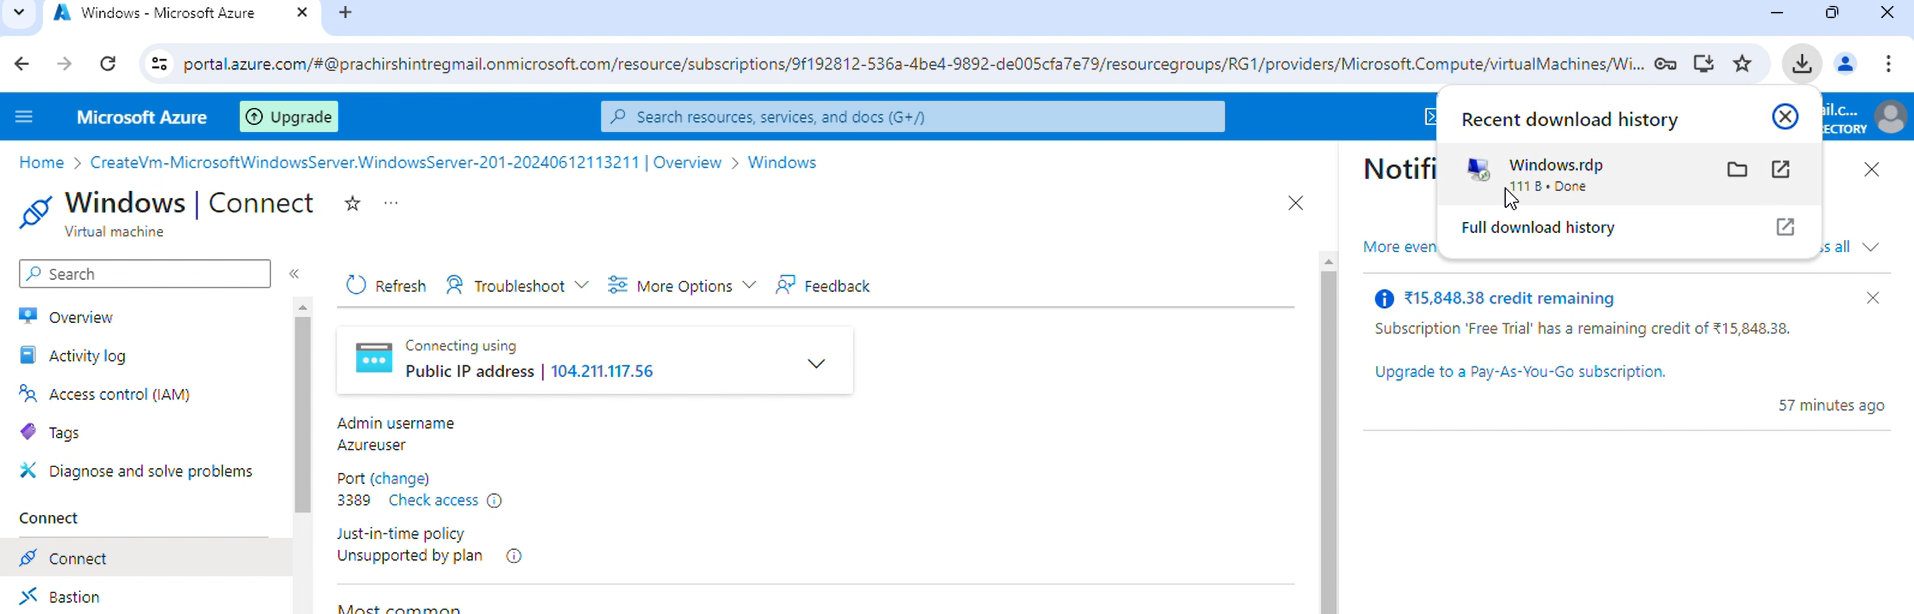 Windows - Microsoft Azure
portal.azure.com/#@prachirshintregmail.onmicrosoft.com/resource/subscriptions/9f192812-536a-4be4-9892-de005cfa7e79/resourcegroups/RG1/providers/Microsoft.Compute/virtualMachines/Wi...
Microsoft Azure
Upgrade
Search resources, services, and docs (G+/)
ail.c...
ECTORY
Recent download history
Windows.rdp
111 B • Done
Full download history
Home > CreateVm-MicrosoftWindowsServer.WindowsServer-201-20240612113211 | Overview > Windows
Windows | Connect
Virtual machine
Search
Overview
Activity log
Access control (IAM)
Tags
Diagnose and solve problems
Connect
Connect
Bastion
Refresh
Troubleshoot
More Options
Feedback
Connecting using
Public IP address | 104.211.117.56
Admin username
Azureuser
Port (change)
3389 Check access
Just-in-time policy
Unsupported by plan
Most common
Notifi
More even
s all
₹15,848.38 credit remaining
Subscription 'Free Trial' has a remaining credit of ₹15,848.38.
Upgrade to a Pay-As-You-Go subscription.
57 minutes ago